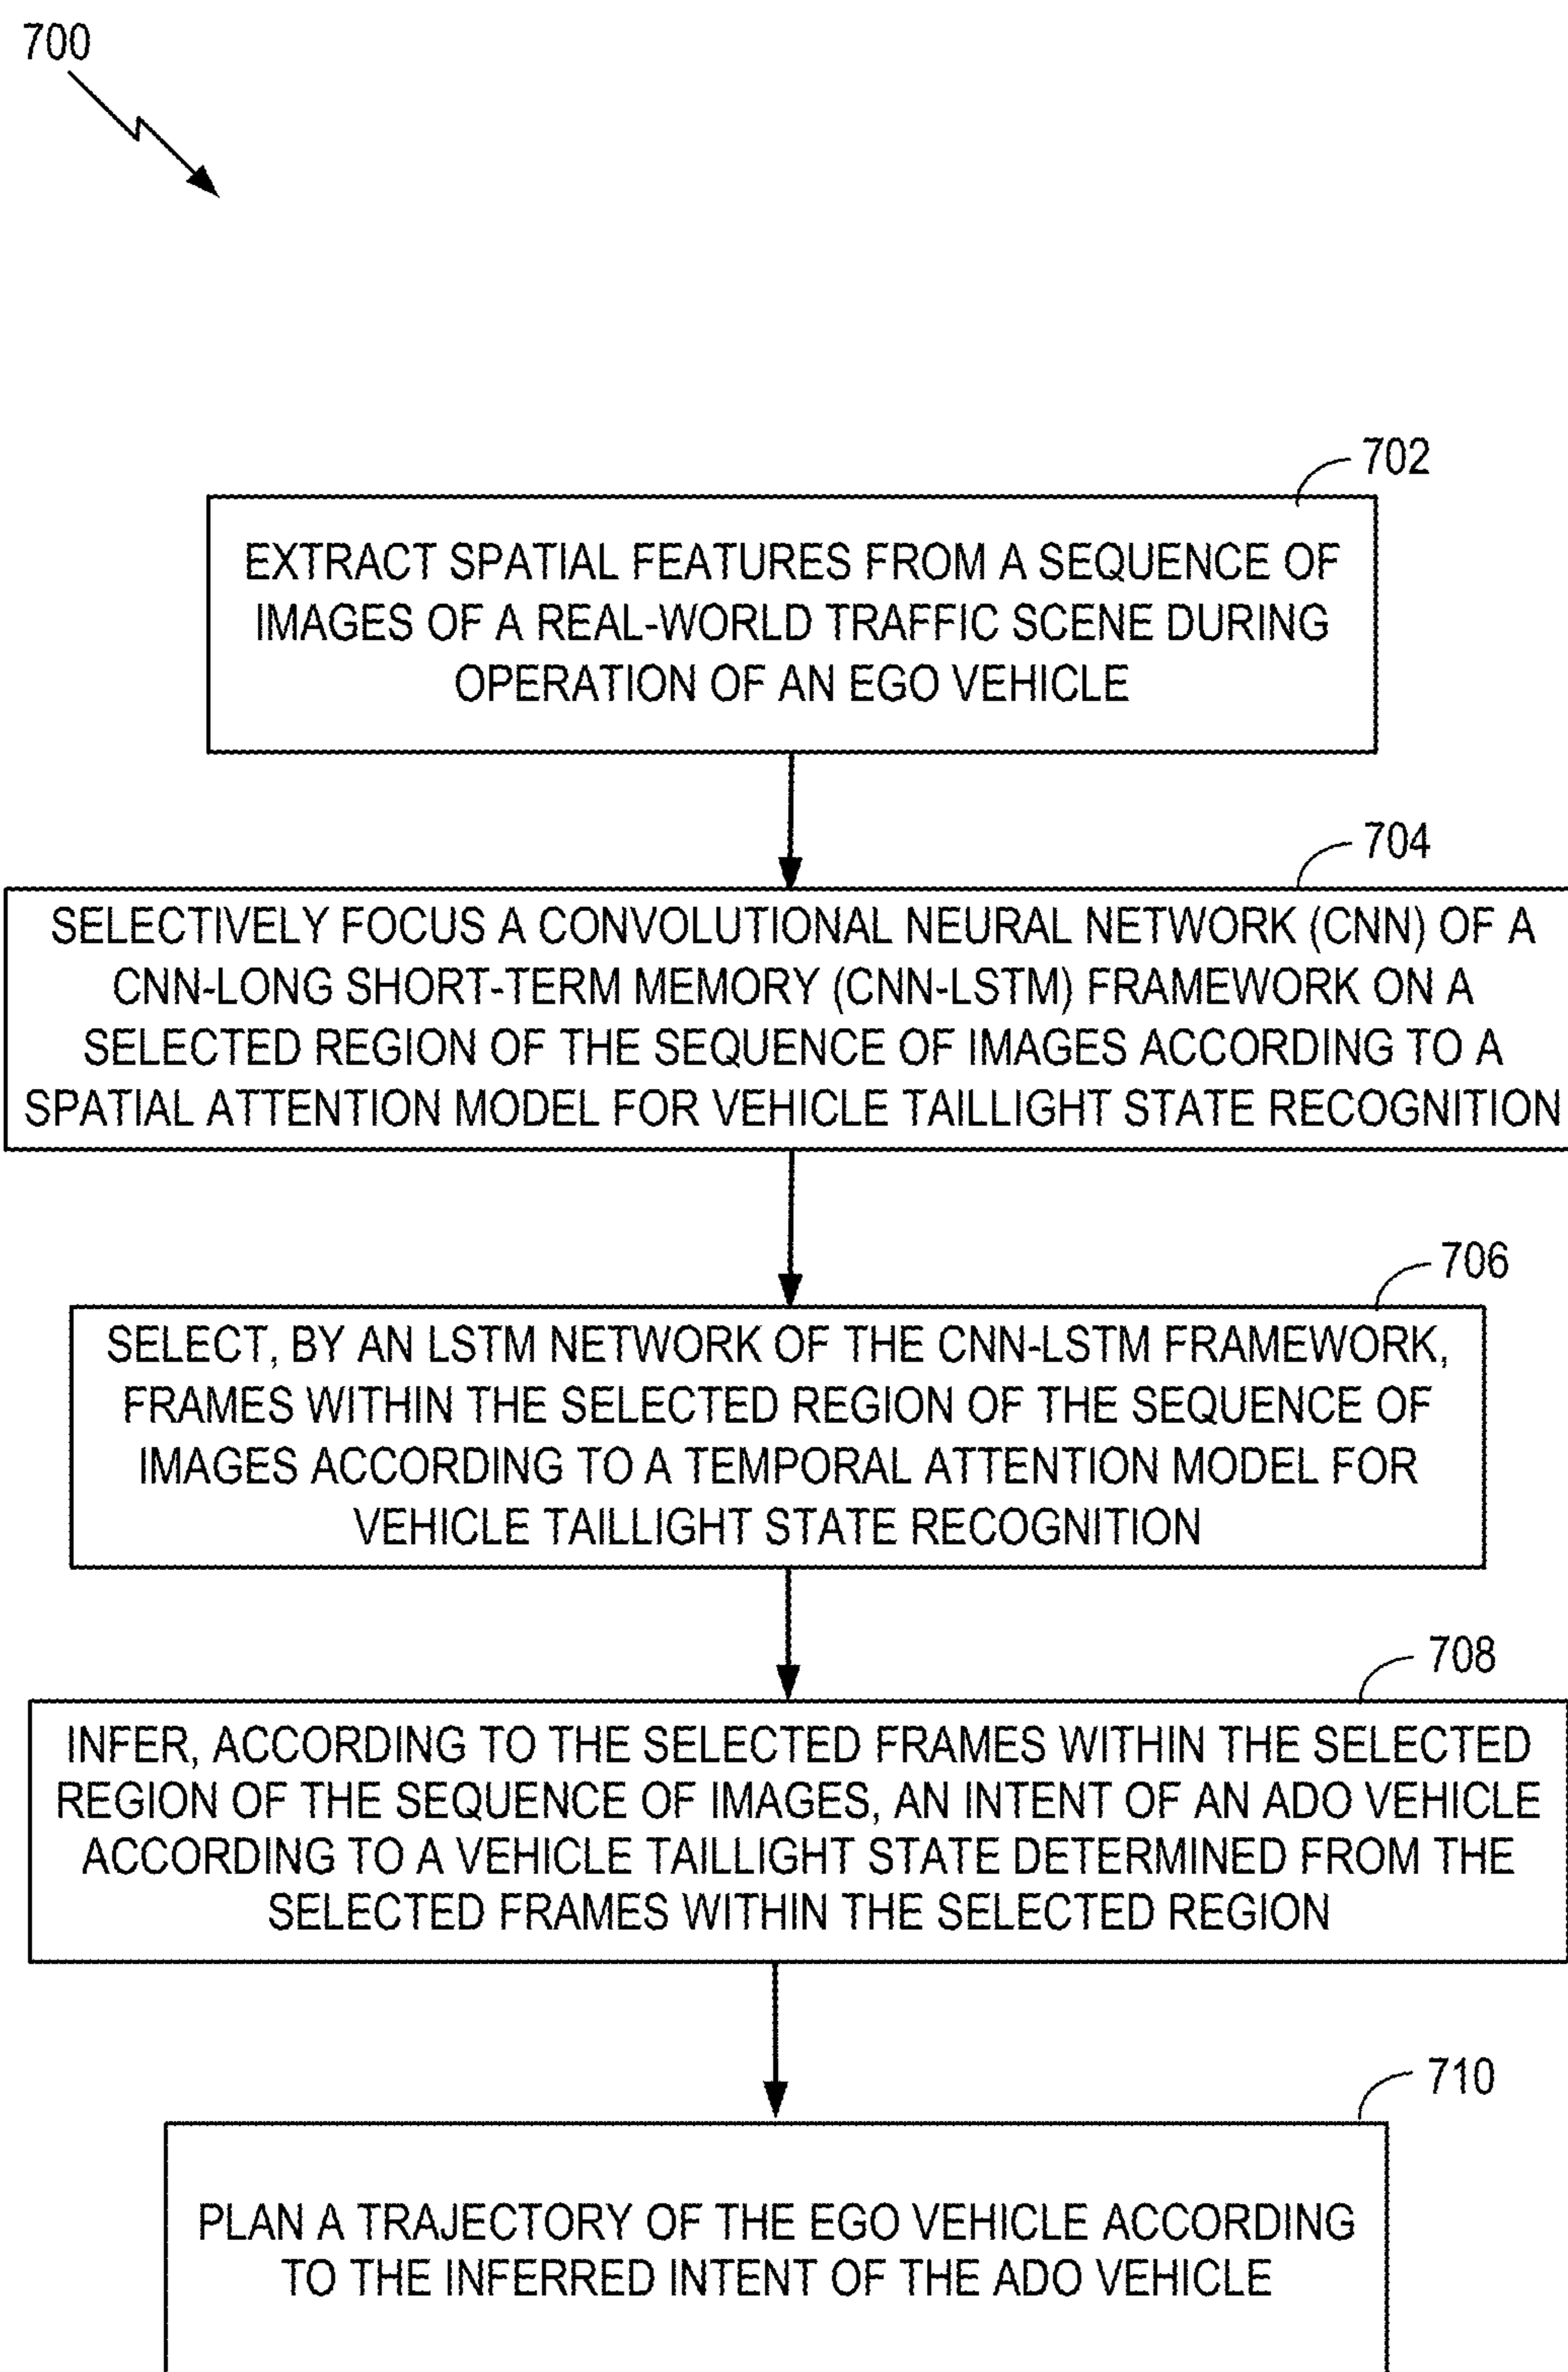 700
702
EXTRACT SPATIAL FEATURES FROM A SEQUENCE OF
IMAGES OF A REAL-WORLD TRAFFIC SCENE DURING
OPERATION OF AN EGO VEHICLE
704
SELECTIVELY FOCUS A CONVOLUTIONAL NEURAL NETWORK (CNN) OF A
CNN-LONG SHORT-TERM MEMORY (CNN-LSTM) FRAMEWORK ON A
SELECTED REGION OF THE SEQUENCE OF IMAGES ACCORDING TO A
SPATIAL ATTENTION MODEL FOR VEHICLE TAILLIGHT STATE RECOGNITION
706
SELECT, BY AN LSTM NETWORK OF THE CNN-LSTM FRAMEWORK,
FRAMES WITHIN THE SELECTED REGION OF THE SEQUENCE OF
IMAGES ACCORDING TO A TEMPORAL ATTENTION MODEL FOR
VEHICLE TAILLIGHT STATE RECOGNITION
708
INFER, ACCORDING TO THE SELECTED FRAMES WITHIN THE SELECTED
REGION OF THE SEQUENCE OF IMAGES, AN INTENT OF AN ADO VEHICLE
ACCORDING TO A VEHICLE TAILLIGHT STATE DETERMINED FROM THE
SELECTED FRAMES WITHIN THE SELECTED REGION
710
PLAN A TRAJECTORY OF THE EGO VEHICLE ACCORDING
TO THE INFERRED INTENT OF THE ADO VEHICLE